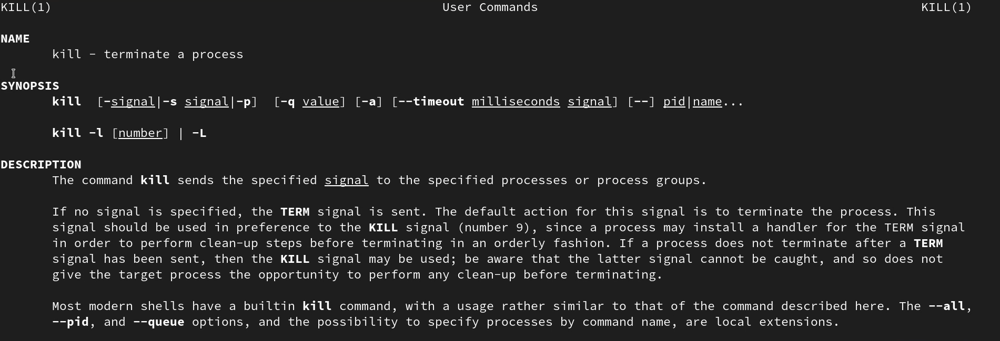 KILL(1) User Commands KILL(1)
NAME
kill - terminate a process
SYNOPSIS
kill [-signal|-s signal|-p] [-q value] [-a] [--timeout milliseconds signal] [--] pid|name...
kill -l [number] | -L
DESCRIPTION
The command kill sends the specified signal to the specified processes or process groups.
If no signal is specified, the TERM signal is sent. The default action for this signal is to terminate the process. This
signal should be used in preference to the KILL signal (number 9), since a process may install a handler for the TERM signal
in order to perform clean-up steps before terminating in an orderly fashion. If a process does not terminate after a TERM
signal has been sent, then the KILL signal may be used; be aware that the latter signal cannot be caught, and so does not
give the target process the opportunity to perform any clean-up before terminating.
Most modern shells have a builtin kill command, with a usage rather similar to that of the command described here. The --all,
--pid, and --queue options, and the possibility to specify processes by command name, are local extensions.